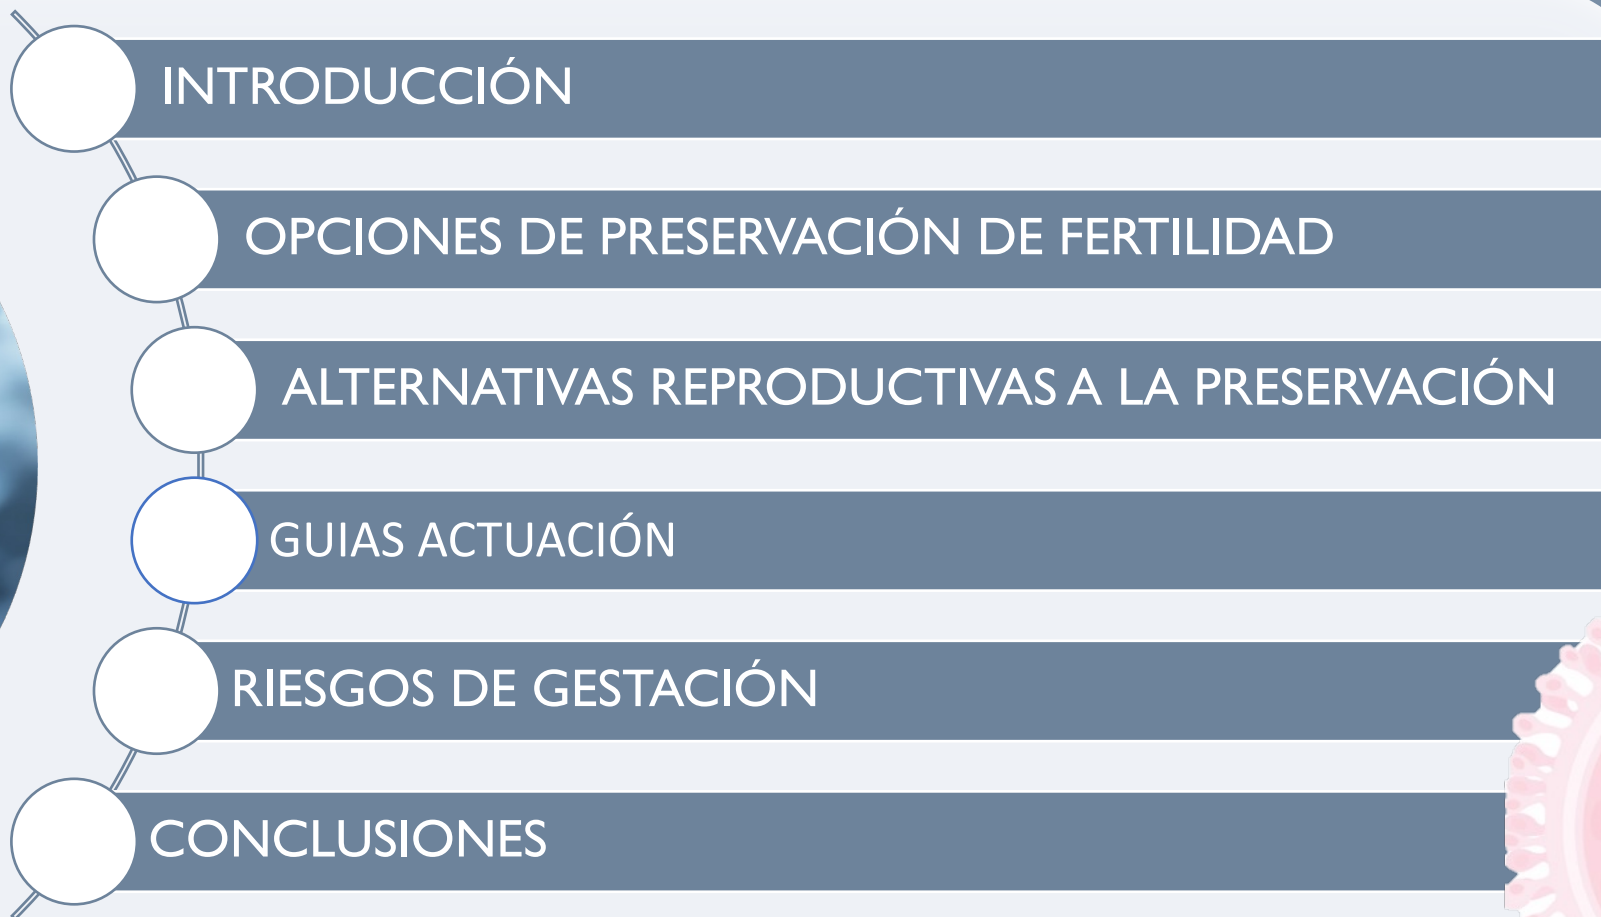 INTRODUCCIÓN
OPCIONES DE PRESERVACIÓN DE FERTILIDAD
ALTERNATIVAS REPRODUCTIVAS A LA PRESERVACIÓN
GUIAS ACTUACIÓN
RIESGOS DE GESTACIÓN
CONCLUSIONES